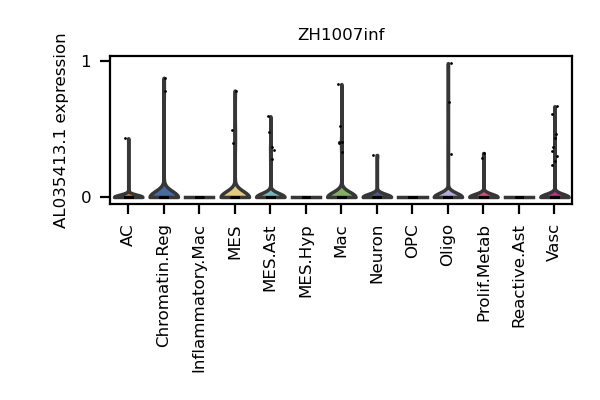 ZH1007inf
AL035413.1 expression
1
0
AC
Chromatin.Reg
Inflammatory.Mac
MES
MES.Ast
MES.Hyp
Mac
Neuron
OPC
Oligo
Prolif.Metab
Reactive.Ast
Vasc